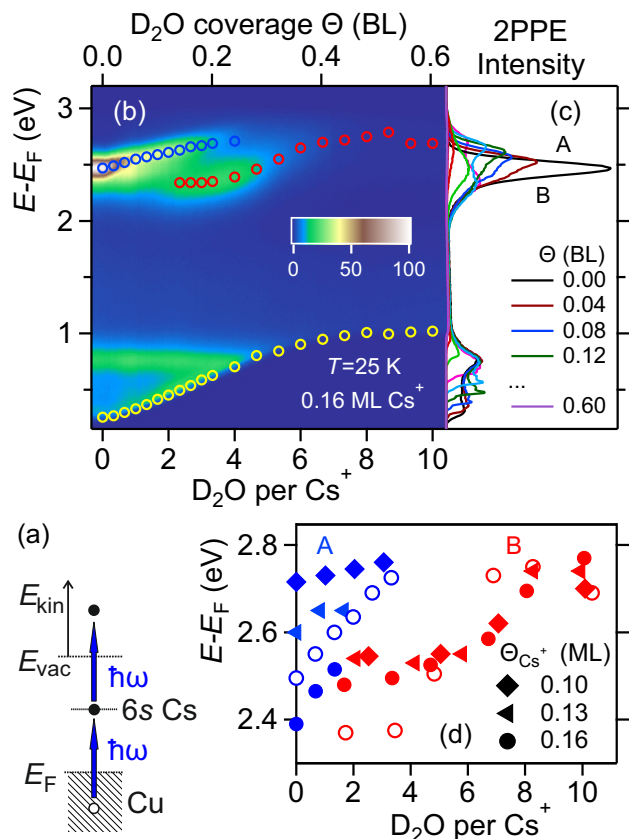 D₂O coverage Θ (BL)
0.0 0.2 0.4 0.6
2PPE
Intensity
E-E_F (eV)
3
2
1
(b)
(c)
A
B
0 50 100
T=25 K
0.16 ML Cs⁺
Θ (BL)
0.00
0.04
0.08
0.12
...
0.60
0 2 4 6 8 10
D₂O per Cs⁺
(a)
E_kin
E_vac
ħω
6s Cs
ħω
E_F
Cu
E-E_F (eV)
2.8
2.6
2.4
A
B
Θ_Cs⁺ (ML)
0.10
0.13
0.16
(d)
0 2 4 6 8 10
D₂O per Cs⁺